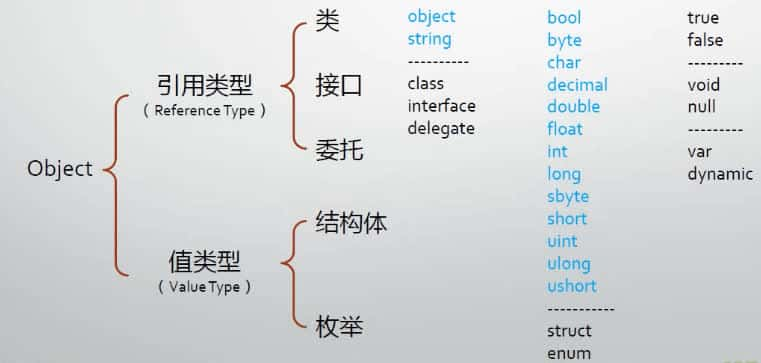 Object
引用类型
（Reference Type）
值类型
（Value Type）
类
接口
委托
结构体
枚举
object
string
----------
class
interface
delegate
bool
byte
char
decimal
double
float
int
long
sbyte
short
uint
ulong
ushort
-----------
struct
enum
true
false
---------
void
null
---------
var
dynamic